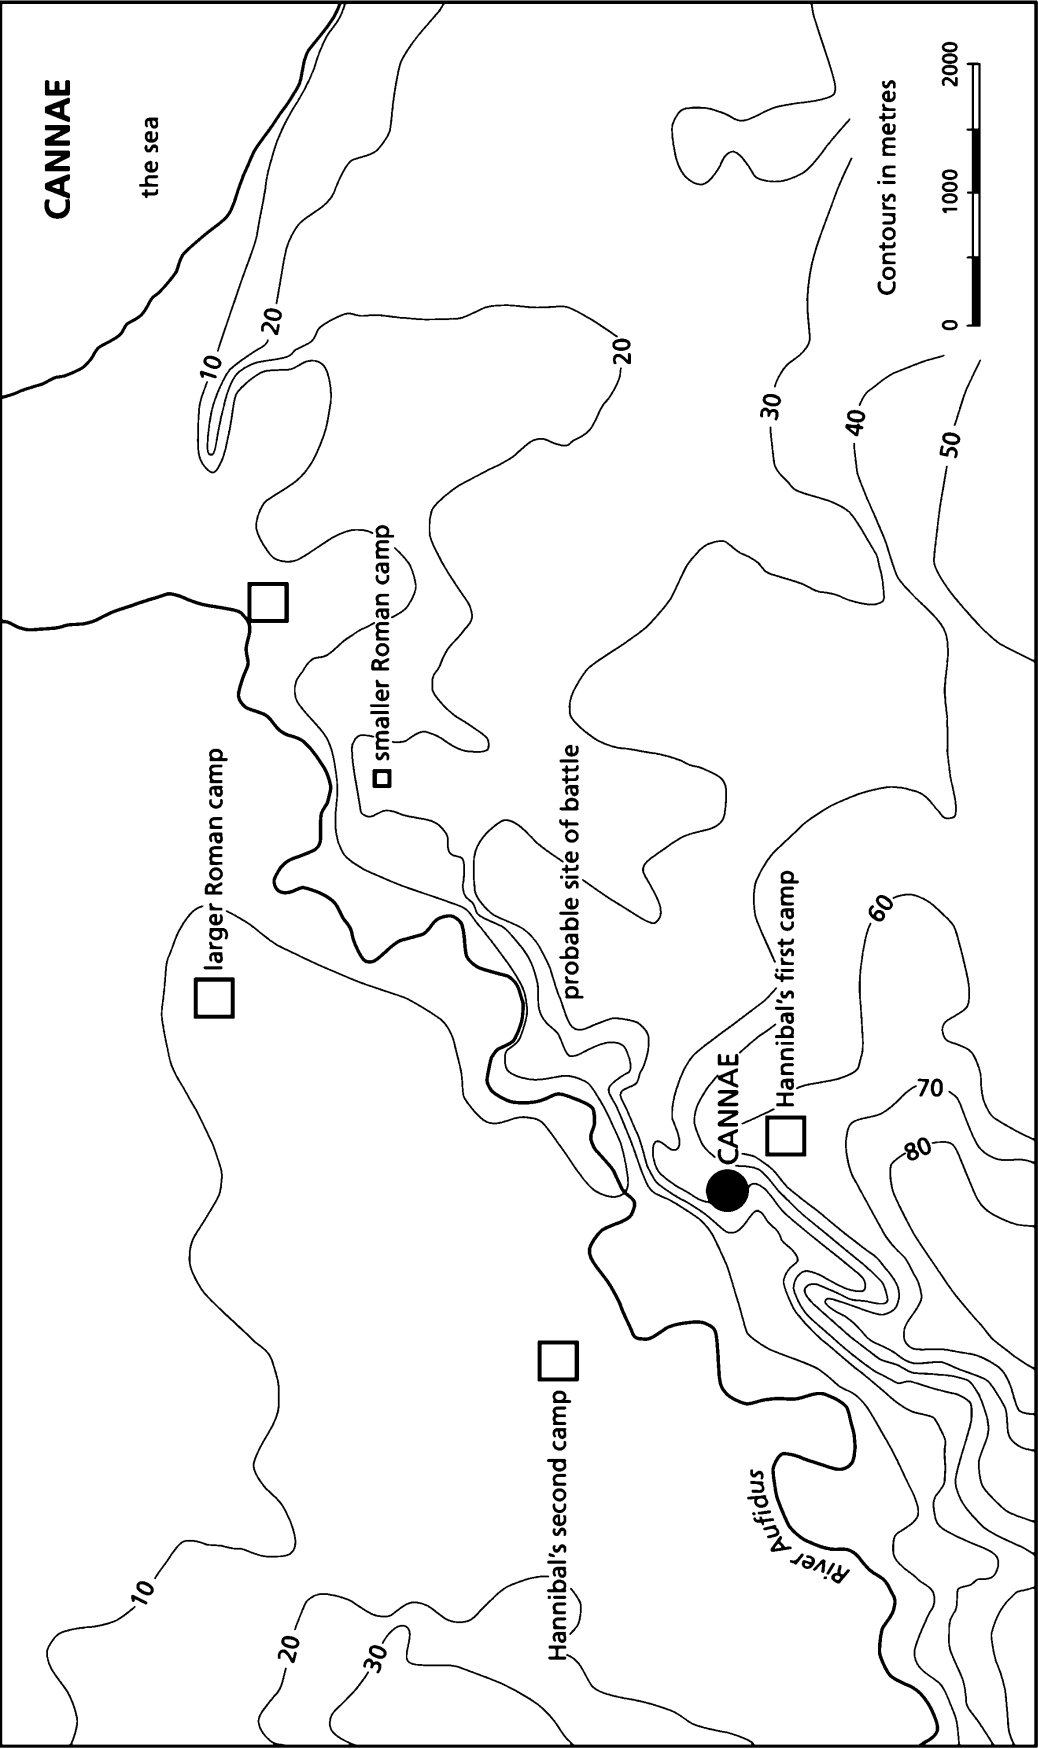 CANNAE
the sea
10
20
20
30
40
50
Contours in metres
0
1000
2000
smaller Roman camp
larger Roman camp
probable site of battle
Hannibal's first camp
60
CANNAE
70
80
Hannibal's second camp
River Aufidus
10
20
30